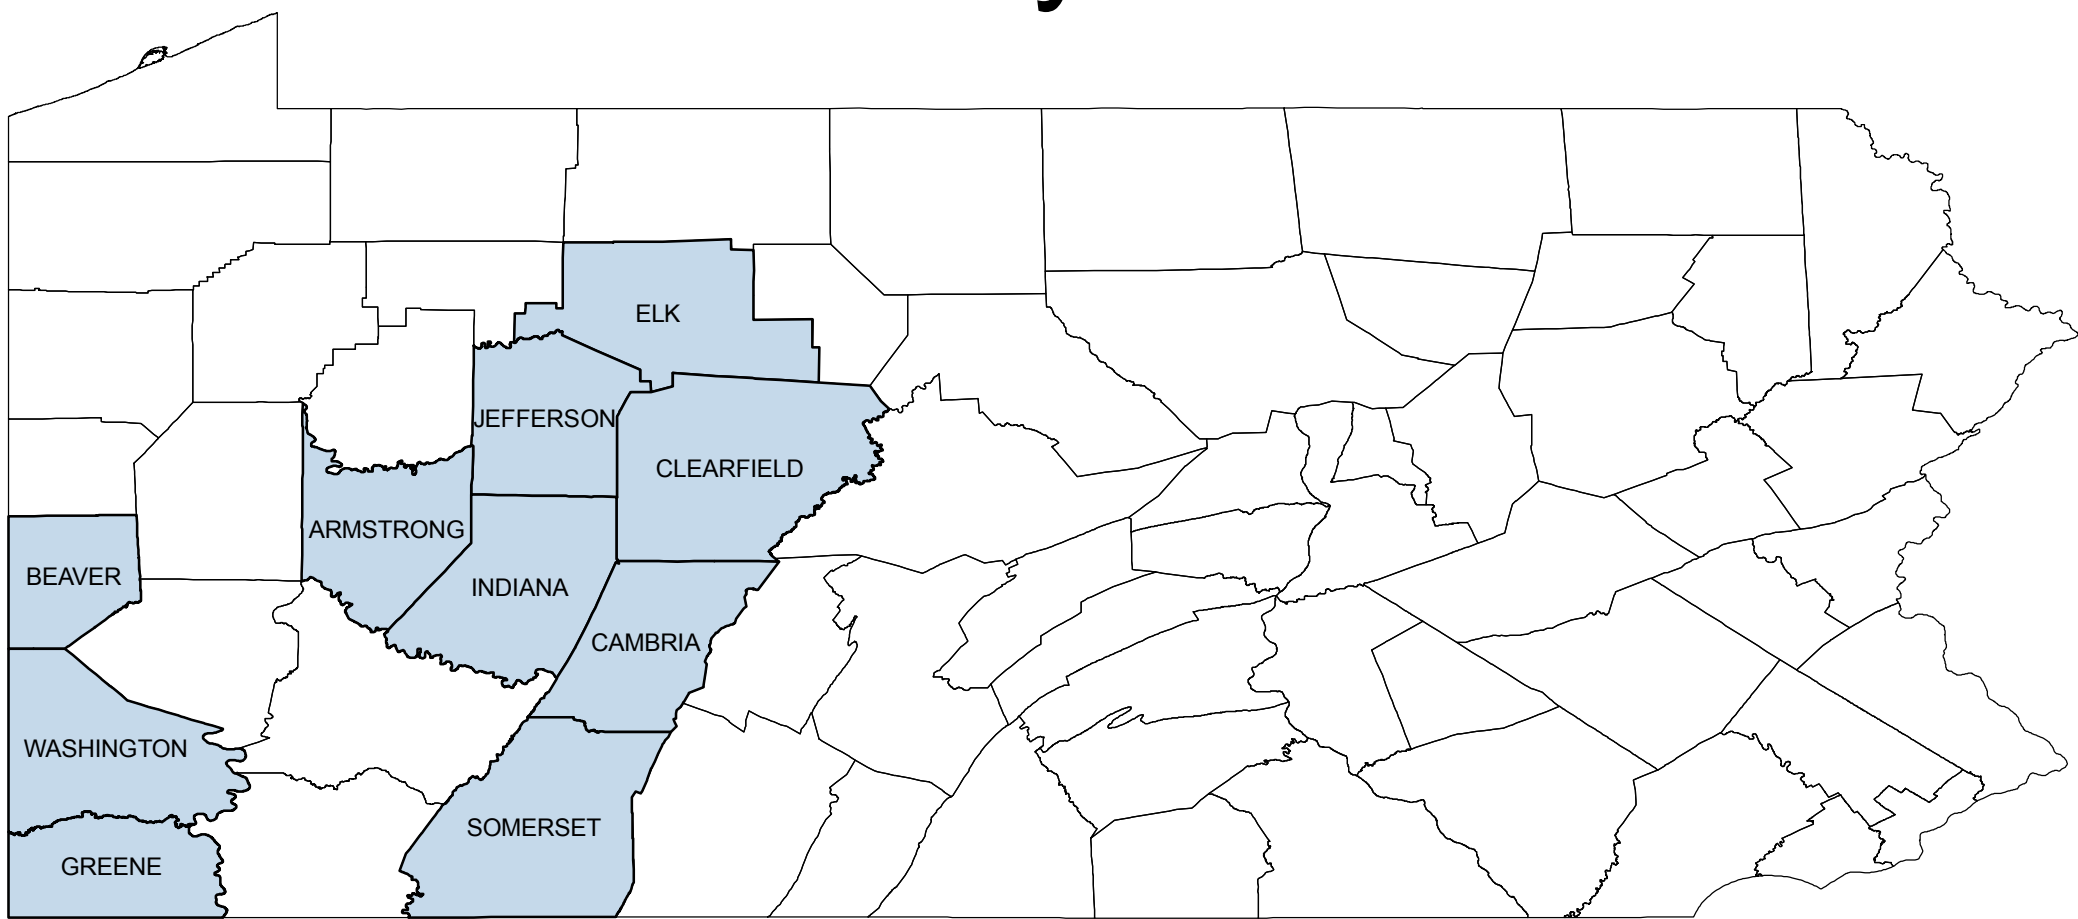 ELK
JEFFERSON
CLEARFIELD
ARMSTRONG
BEAVER
INDIANA
CAMBRIA
WASHINGTON
SOMERSET
GREENE